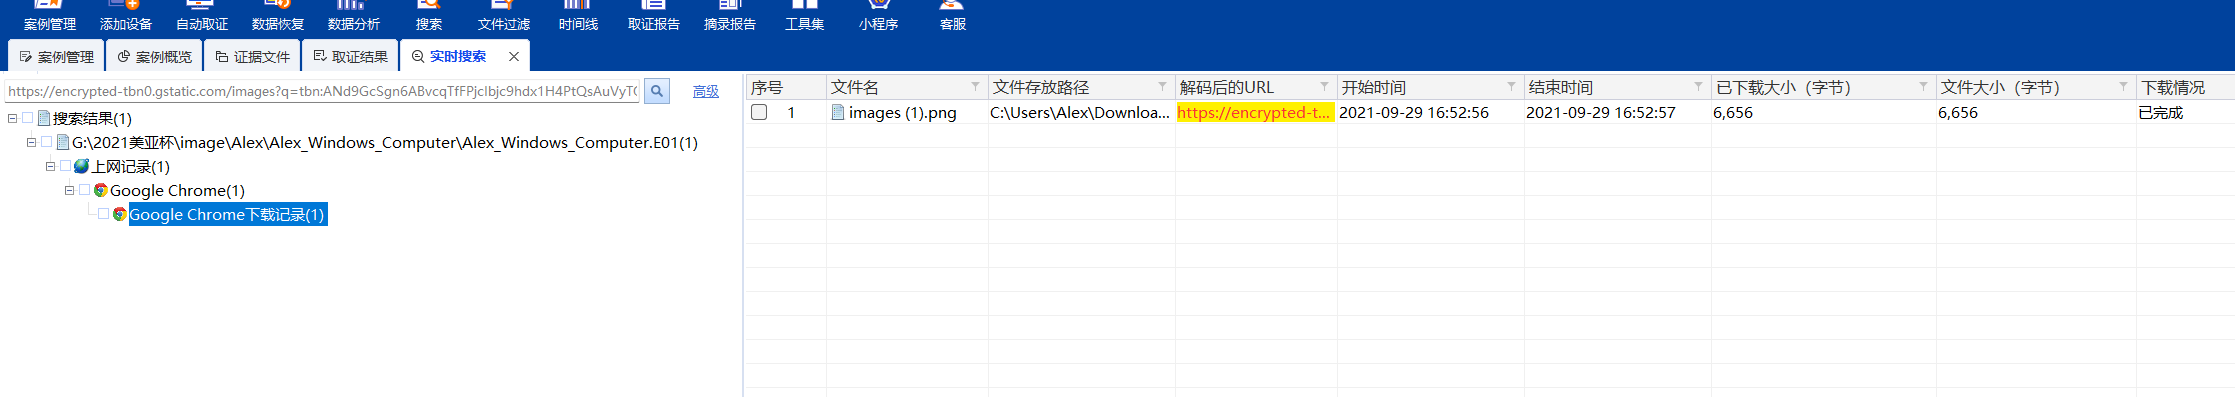 案例管理 添加设备 自动取证 数据恢复 数据分析 搜索 文件过滤 时间线 取证报告 摘录报告 工具集 小程序 客服
案例管理 案例概览 证据文件 取证结果 实时搜索
https://encrypted-tbn0.gstatic.com/images?q=tbn:ANd9GcSgn6ABvcqTfFPjcIbjc9hdx1H4PtQsAuVyT 高级
搜索结果(1)
G:\2021美亚杯\image\Alex\Alex_Windows_Computer\Alex_Windows_Computer.E01(1)
上网记录(1)
Google Chrome(1)
Google Chrome下载记录(1)
序号 文件名 文件存放路径 解码后的URL 开始时间 结束时间 已下载大小（字节） 文件大小（字节） 下载情况
1 images (1).png C:\Users\Alex\Downloa... https://encrypted-t... 2021-09-29 16:52:56 2021-09-29 16:52:57 6,656 6,656 已完成